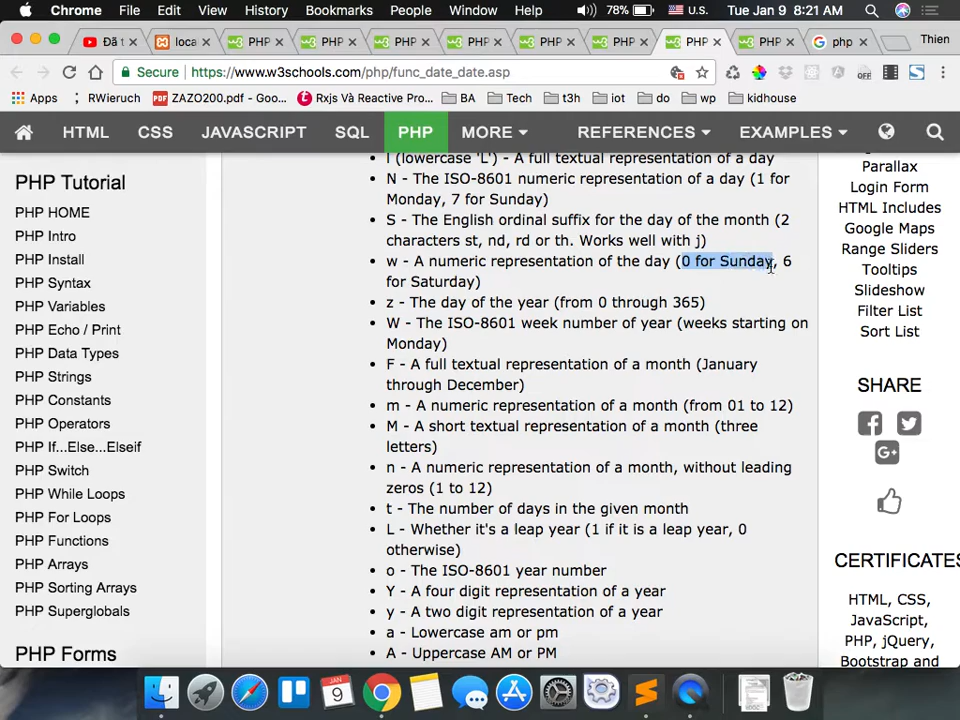 Chrome File Edit View History Bookmarks People Window Help 78% U.S. Tue Jan 9 8:21 AM
Đã t loca PHP PHP PHP PHP PHP PHP PHP PHP php Thien
Secure https://www.w3schools.com/php/func_date_date.asp
Apps RWieruch ZAZO200.pdf - Goo... Rxjs Và Reactive Pro... BA Tech t3h iot do wp kidhouse
HTML CSS JAVASCRIPT SQL PHP MORE REFERENCES EXAMPLES
PHP Tutorial
PHP HOME
PHP Intro
PHP Install
PHP Syntax
PHP Variables
PHP Echo / Print
PHP Data Types
PHP Strings
PHP Constants
PHP Operators
PHP If...Else...Elseif
PHP Switch
PHP While Loops
PHP For Loops
PHP Functions
PHP Arrays
PHP Sorting Arrays
PHP Superglobals
PHP Forms
l (lowercase 'L') - A full textual representation of a day
N - The ISO-8601 numeric representation of a day (1 for
Monday, 7 for Sunday)
S - The English ordinal suffix for the day of the month (2
characters st, nd, rd or th. Works well with j)
w - A numeric representation of the day (0 for Sunday, 6
for Saturday)
z - The day of the year (from 0 through 365)
W - The ISO-8601 week number of year (weeks starting on
Monday)
F - A full textual representation of a month (January
through December)
m - A numeric representation of a month (from 01 to 12)
M - A short textual representation of a month (three
letters)
n - A numeric representation of a month, without leading
zeros (1 to 12)
t - The number of days in the given month
L - Whether it's a leap year (1 if it is a leap year, 0
otherwise)
o - The ISO-8601 year number
Y - A four digit representation of a year
y - A two digit representation of a year
a - Lowercase am or pm
A - Uppercase AM or PM
Parallax
Login Form
HTML Includes
Google Maps
Range Sliders
Tooltips
Slideshow
Filter List
Sort List
SHARE
CERTIFICATES
HTML, CSS,
JavaScript,
PHP, jQuery,
Bootstrap and
JAN
9